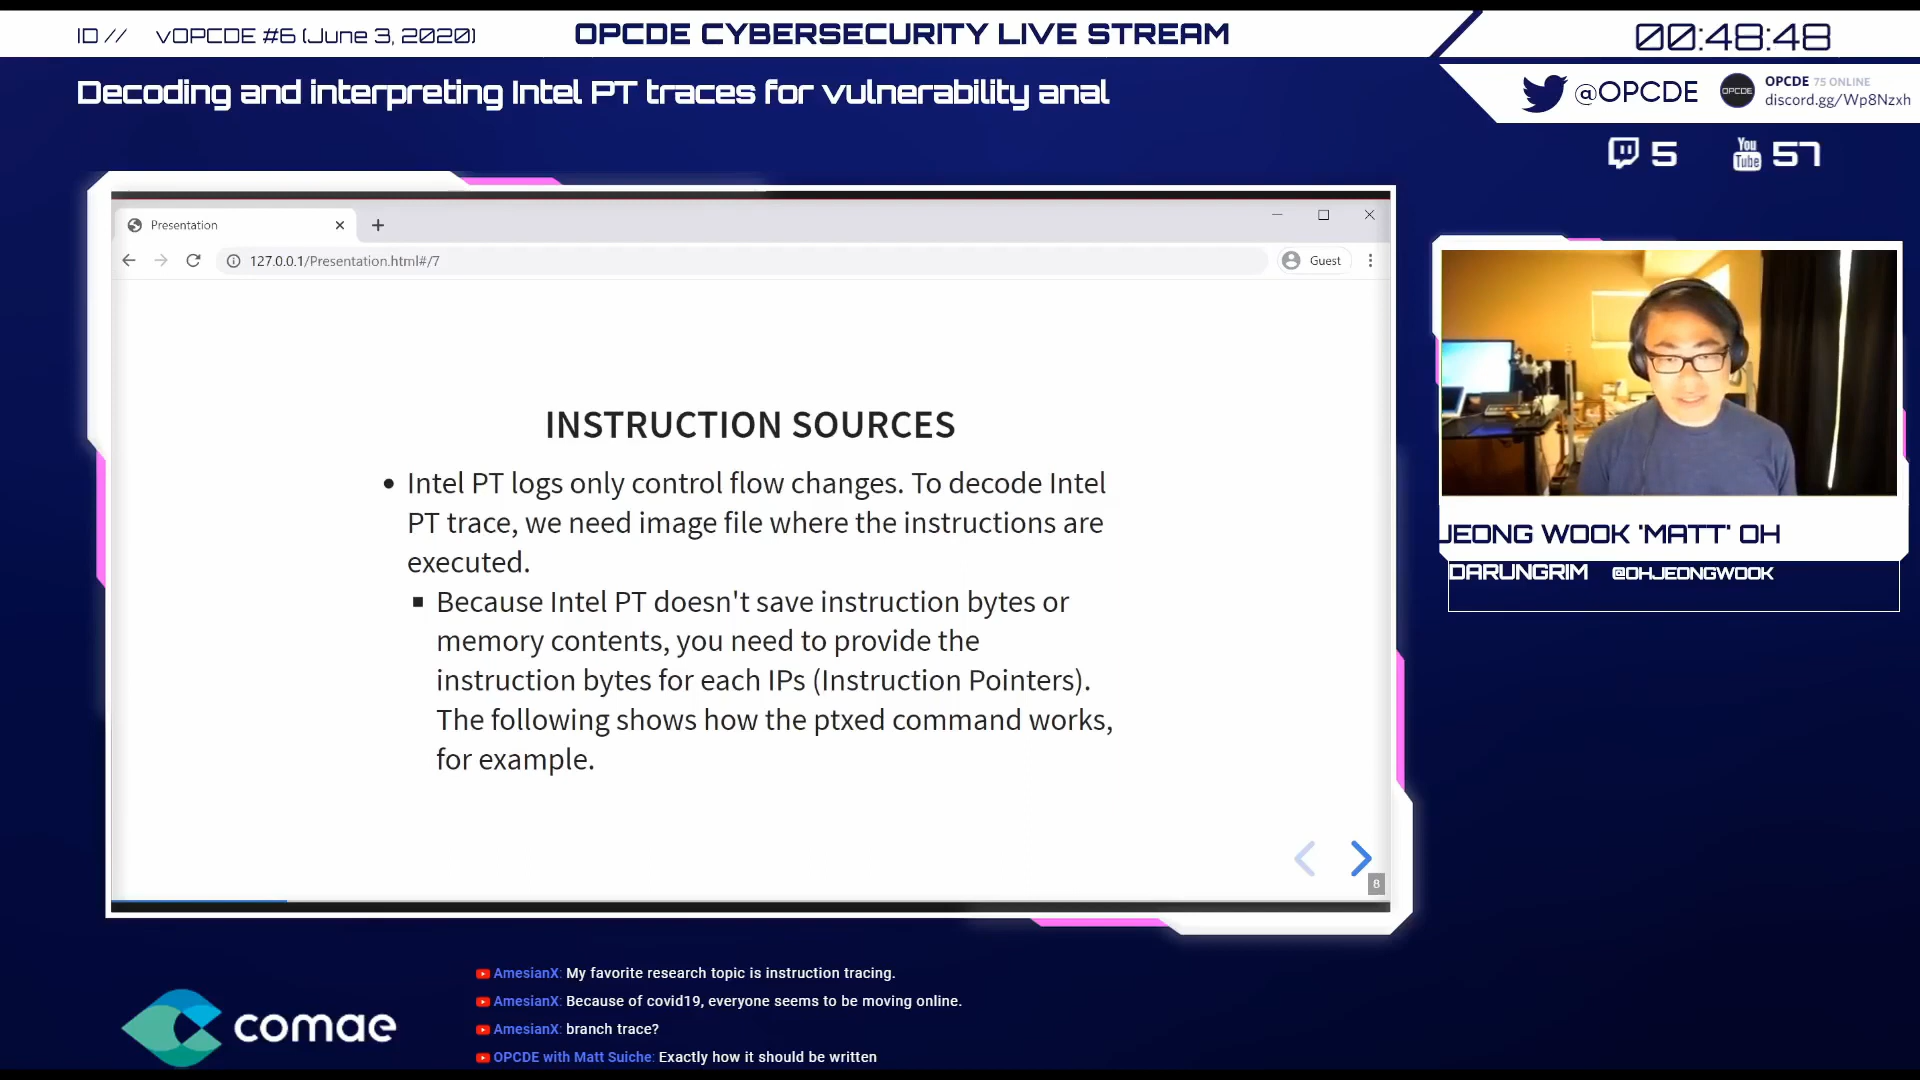 ID // vOPCDE #6 (June 3, 2020)
OPCDE CYBERSECURITY LIVE STREAM
00:48:48
Decoding and interpreting Intel PT traces for vulnerability anal
@OPCDE
OPCDE
OPCDE 75 ONLINE
discord.gg/Wp8Nzxh
5
You Tube 57
Presentation
127.0.0.1/Presentation.html#/7
Guest
INSTRUCTION SOURCES
• Intel PT logs only control flow changes. To decode Intel
PT trace, we need image file where the instructions are
executed.
▪ Because Intel PT doesn't save instruction bytes or
memory contents, you need to provide the
instruction bytes for each IPs (Instruction Pointers).
The following shows how the ptxed command works,
for example.
8
JEONG WOOK 'MATT' OH
DARUNGRIM @OHJEONGWOOK
comae
AmesianX: My favorite research topic is instruction tracing.
AmesianX: Because of covid19, everyone seems to be moving online.
AmesianX: branch trace?
OPCDE with Matt Suiche: Exactly how it should be written